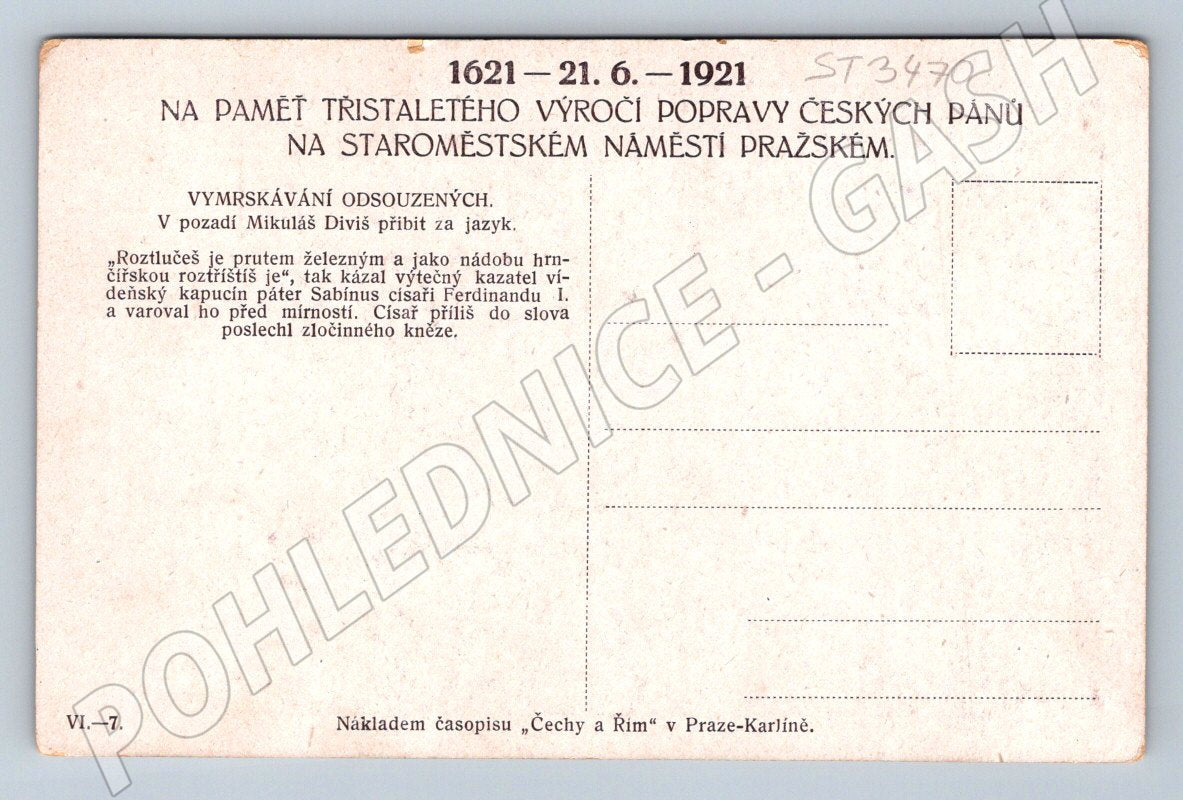 1621 — 21. 6. — 1921
ST3470
NA PAMĚŤ TŘISTALETÉHO VÝROČÍ POPRAVY ČESKÝCH PÁNŮ
NA STAROMĚSTSKÉM NÁMĚSTÍ PRAŽSKÉM.
VYMRSKÁVÁNÍ ODSOUZENÝCH.
V pozadí Mikuláš Diviš přibit za jazyk.
„Roztlučeš je prutem železným a jako nádobu hrn-
čířskou roztříštíš je“, tak kázal výtečný kazatel ví-
deňský kapucín páter Sabínus císaři Ferdinandu I.
a varoval ho před mírností. Císař příliš do slova
poslechl zločinného kněze.
VI.—7.
Nákladem časopisu „Čechy a Řím“ v Praze-Karlíně.
POHLEDNICE - GASH